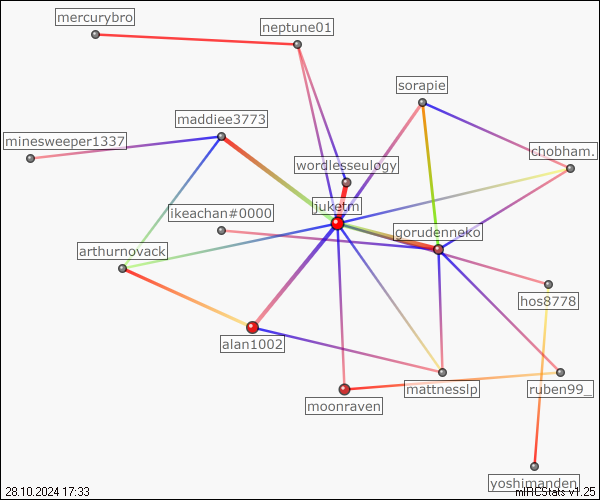 mercurybro
neptune01
sorapie
maddiee3773
minesweeper1337
chobham.
wordlesseulogy
juketm
ikeachan#0000
gorudenneko
arthurnovack
hos8778
alan1002
mattnesslp
ruben99_
moonraven
yoshimanden
28.10.2024 17:33
mIRCStats v1.25